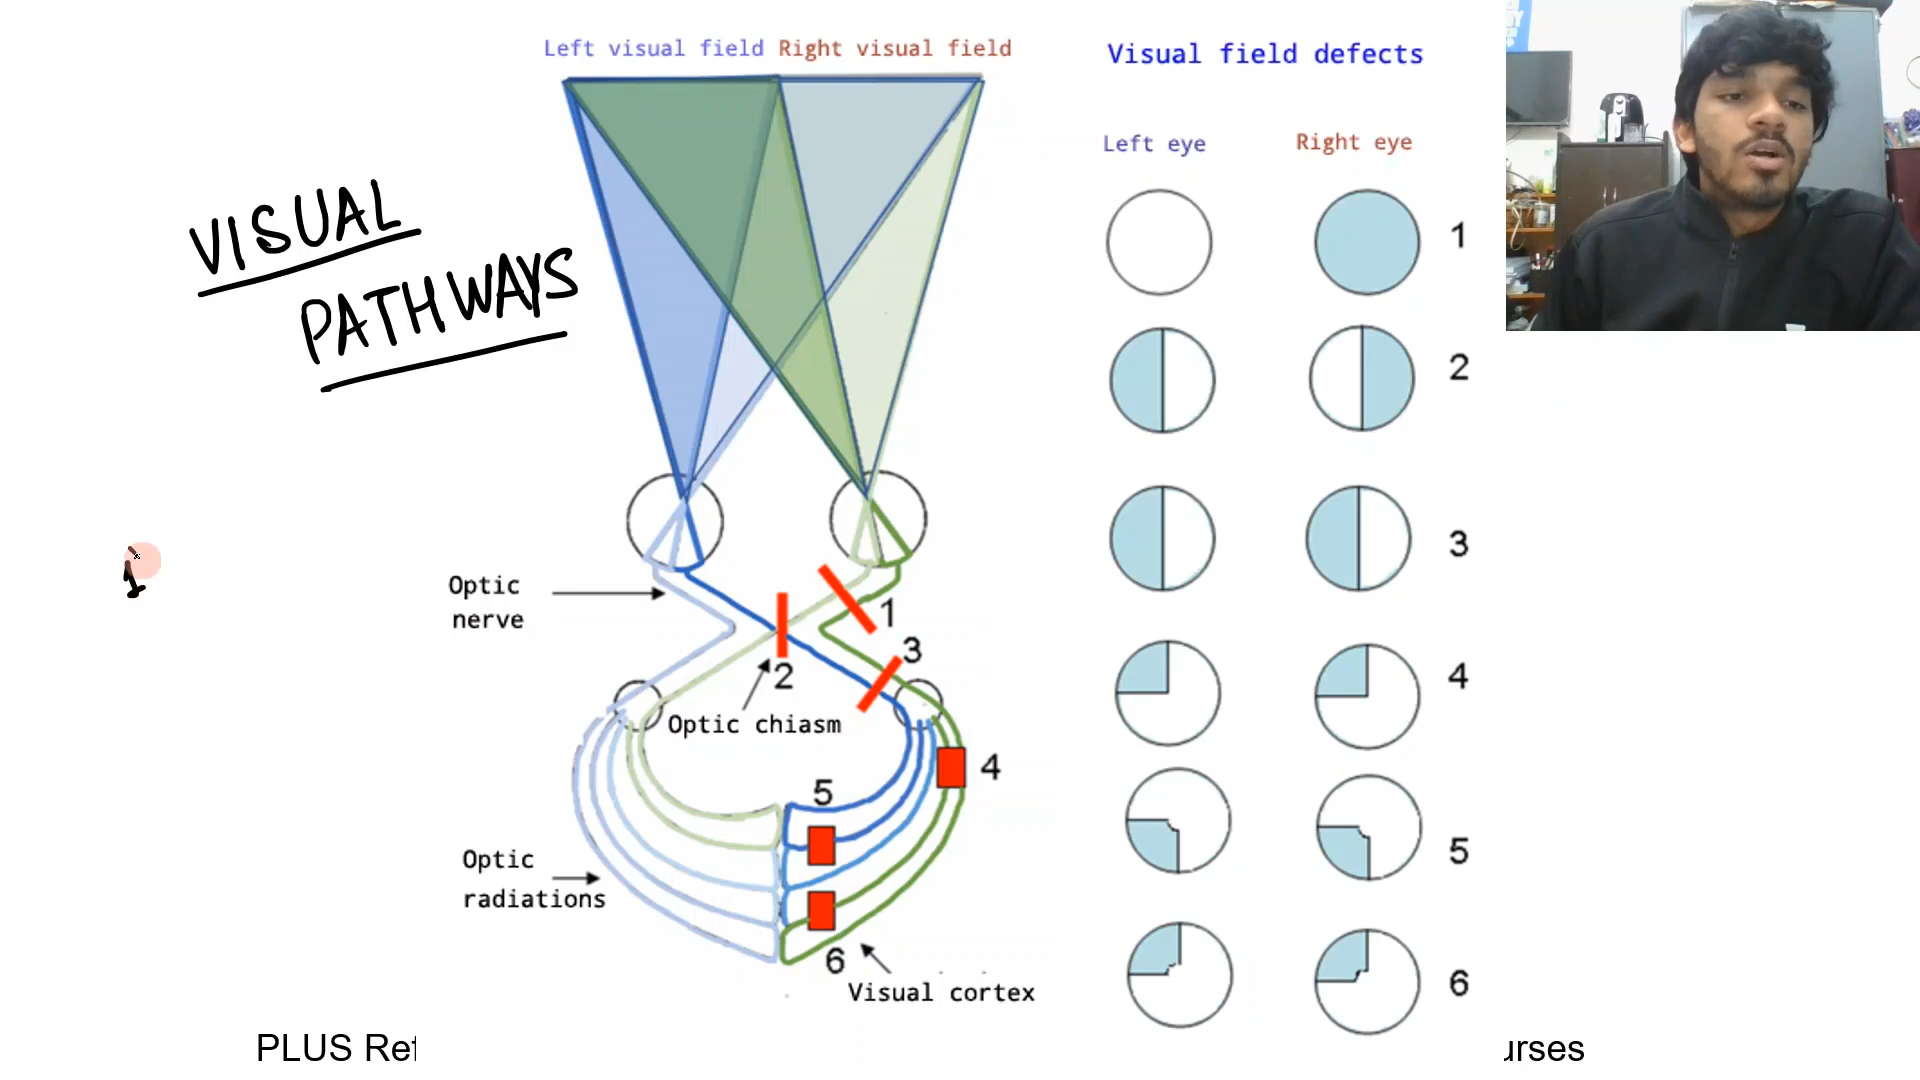 Left visual field Right visual field
Visual field defects
Left eye
Right eye
VISUAL
PATHWAYS
1
2
3
4
5
6
Optic
nerve
1
2
3
Optic chiasm
4
5
Optic
radiations
6
Visual cortex
PLUS